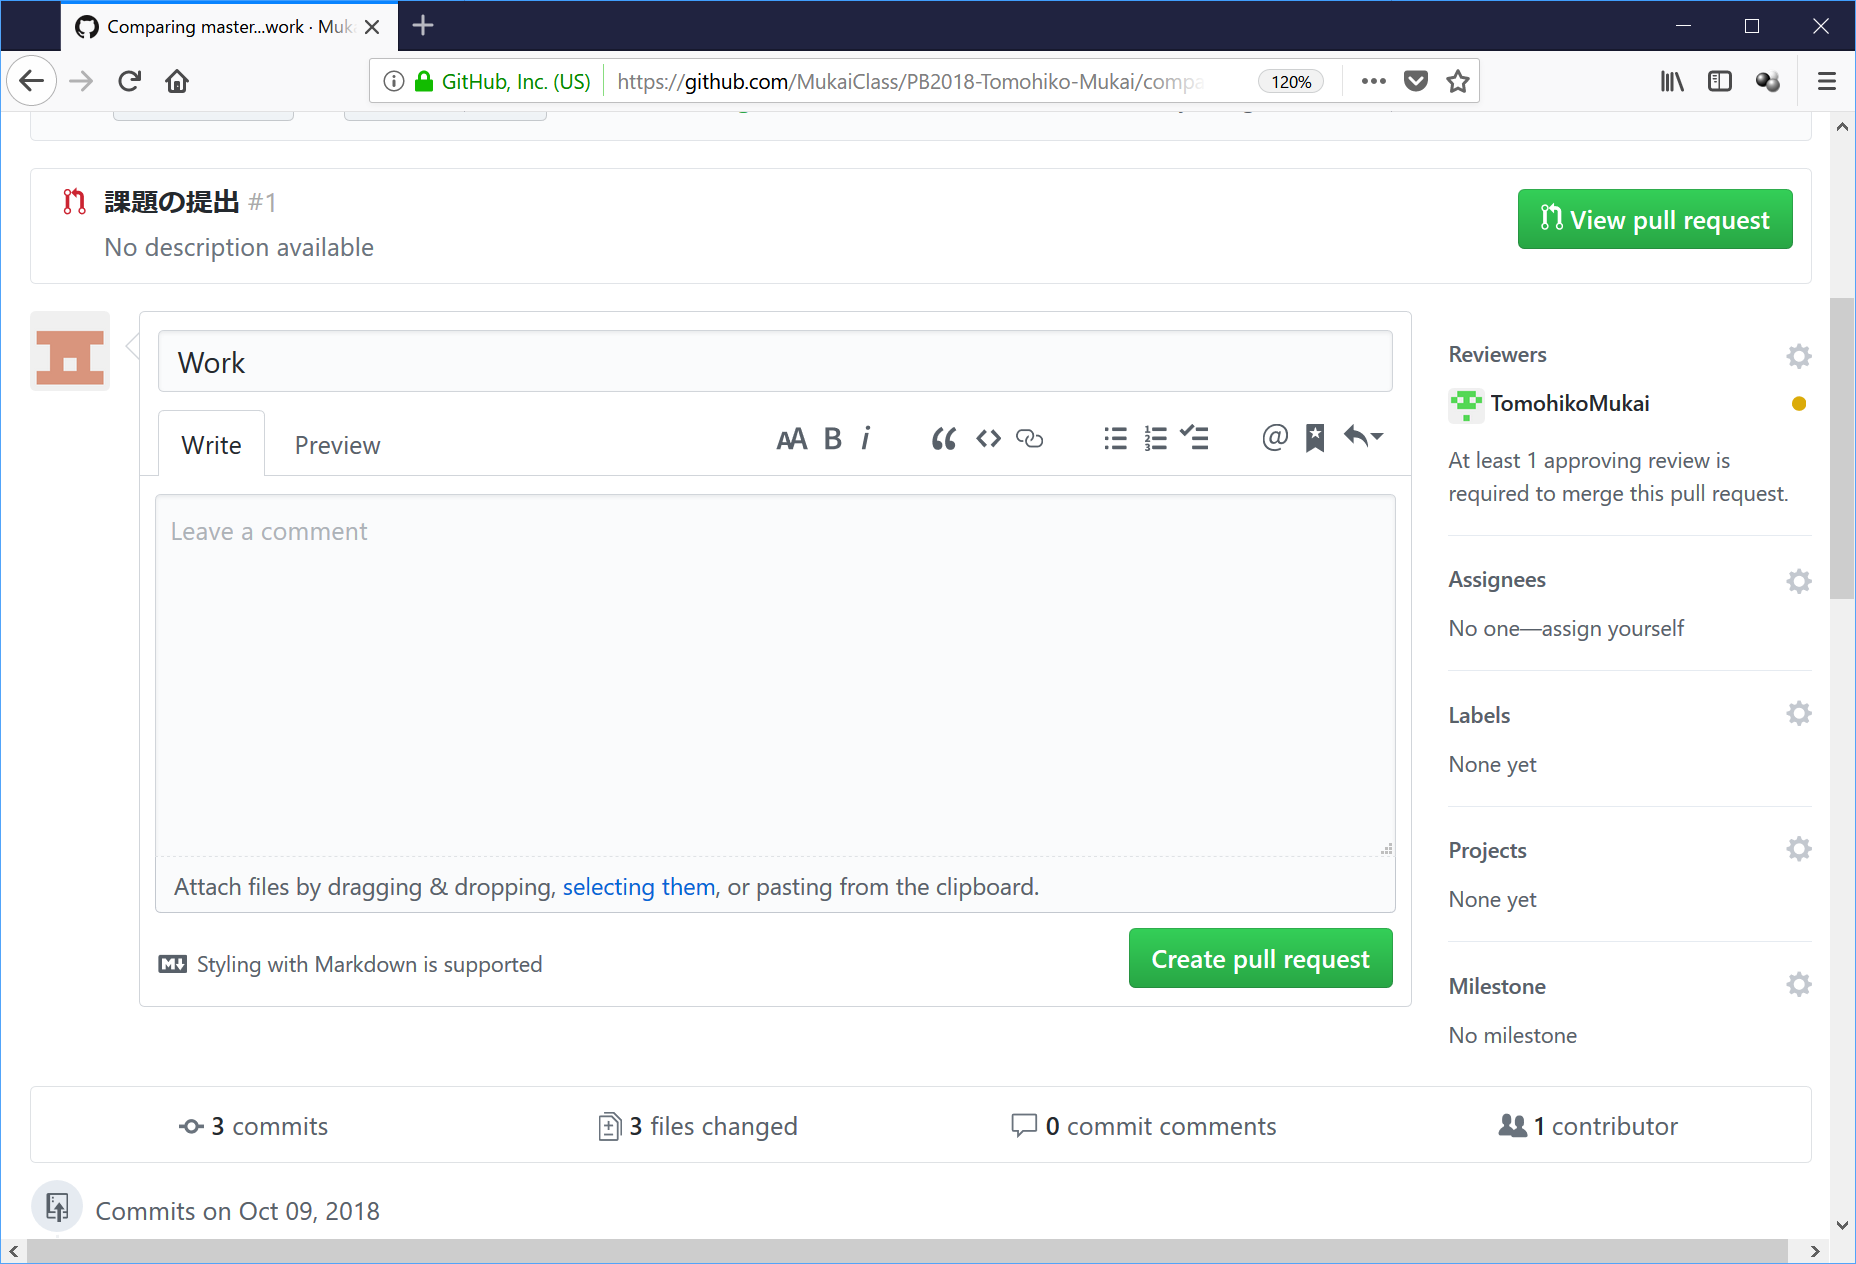 Comparing master...work · Muk
GitHub, Inc. (US)
https://github.com/MukaiClass/PB2018-Tomohiko-Mukai/compa
120%
課題の提出 #1
No description available
View pull request
Work
Write
Preview
AA B i
Leave a comment
Attach files by dragging & dropping, selecting them, or pasting from the clipboard.
Styling with Markdown is supported
Create pull request
Reviewers
TomohikoMukai
At least 1 approving review is
required to merge this pull request.
Assignees
No one—assign yourself
Labels
None yet
Projects
None yet
Milestone
No milestone
3 commits
3 files changed
0 commit comments
1 contributor
Commits on Oct 09, 2018